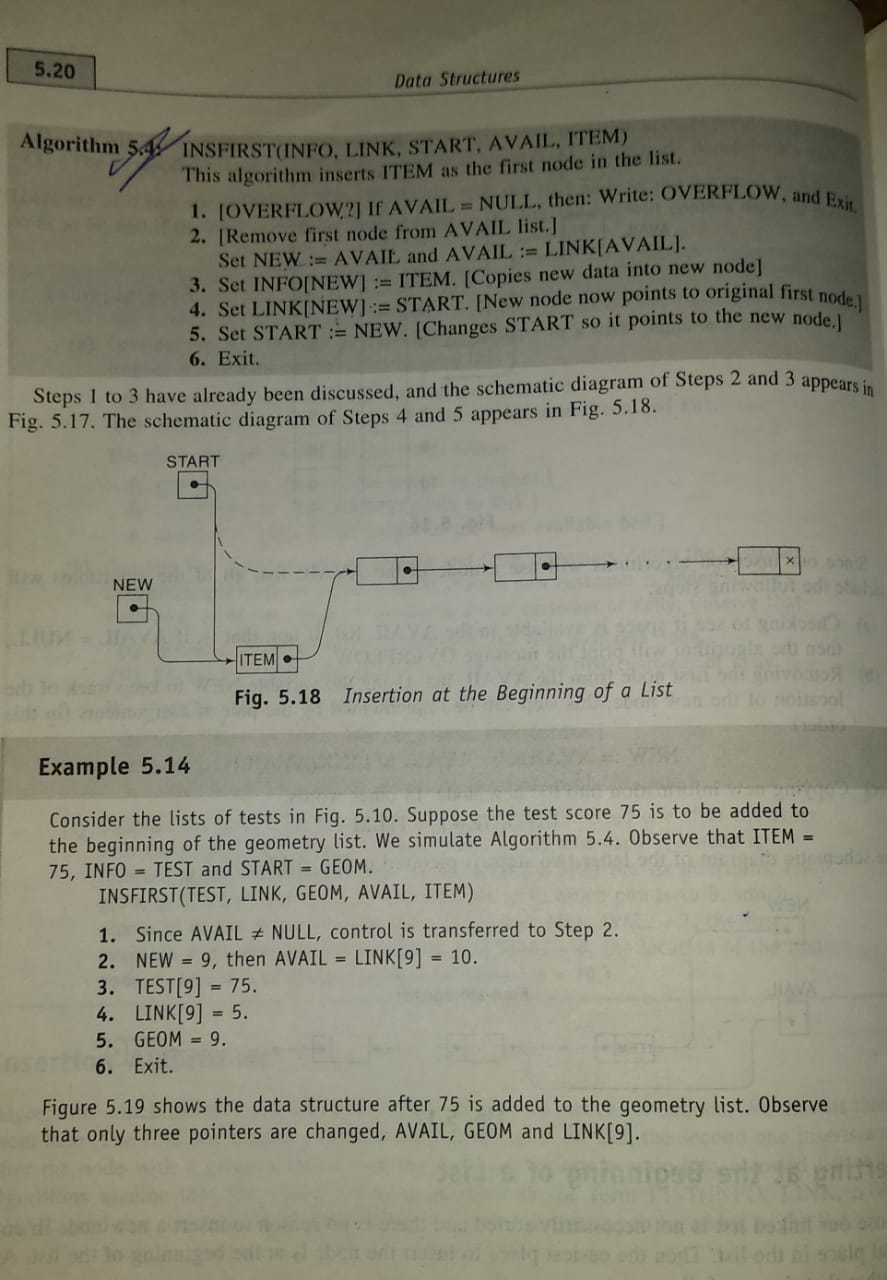 5.20
Data Structures
Algorithm 5.4: INSFIRST(INFO, LINK, START, AVAIL, ITEM)
This algorithm inserts ITEM as the first node in the list.
1. [OVERFLOW?] If AVAIL = NULL, then: Write: OVERFLOW, and Exit.
2. [Remove first node from AVAIL list.]
Set NEW := AVAIL and AVAIL := LINK[AVAIL].
3. Set INFO[NEW] := ITEM. [Copies new data into new node]
4. Set LINK[NEW] := START. [New node now points to original first node.]
5. Set START := NEW. [Changes START so it points to the new node.]
6. Exit.
Steps 1 to 3 have already been discussed, and the schematic diagram of Steps 2 and 3 appears in
Fig. 5.17. The schematic diagram of Steps 4 and 5 appears in Fig. 5.18.
START
NEW
ITEM
×
Fig. 5.18 Insertion at the Beginning of a List
Example 5.14
Consider the lists of tests in Fig. 5.10. Suppose the test score 75 is to be added to
the beginning of the geometry list. We simulate Algorithm 5.4. Observe that ITEM =
75, INFO = TEST and START = GEOM.
INSFIRST(TEST, LINK, GEOM, AVAIL, ITEM)
1. Since AVAIL ≠ NULL, control is transferred to Step 2.
2. NEW = 9, then AVAIL = LINK[9] = 10.
3. TEST[9] = 75.
4. LINK[9] = 5.
5. GEOM = 9.
6. Exit.
Figure 5.19 shows the data structure after 75 is added to the geometry list. Observe
that only three pointers are changed, AVAIL, GEOM and LINK[9].